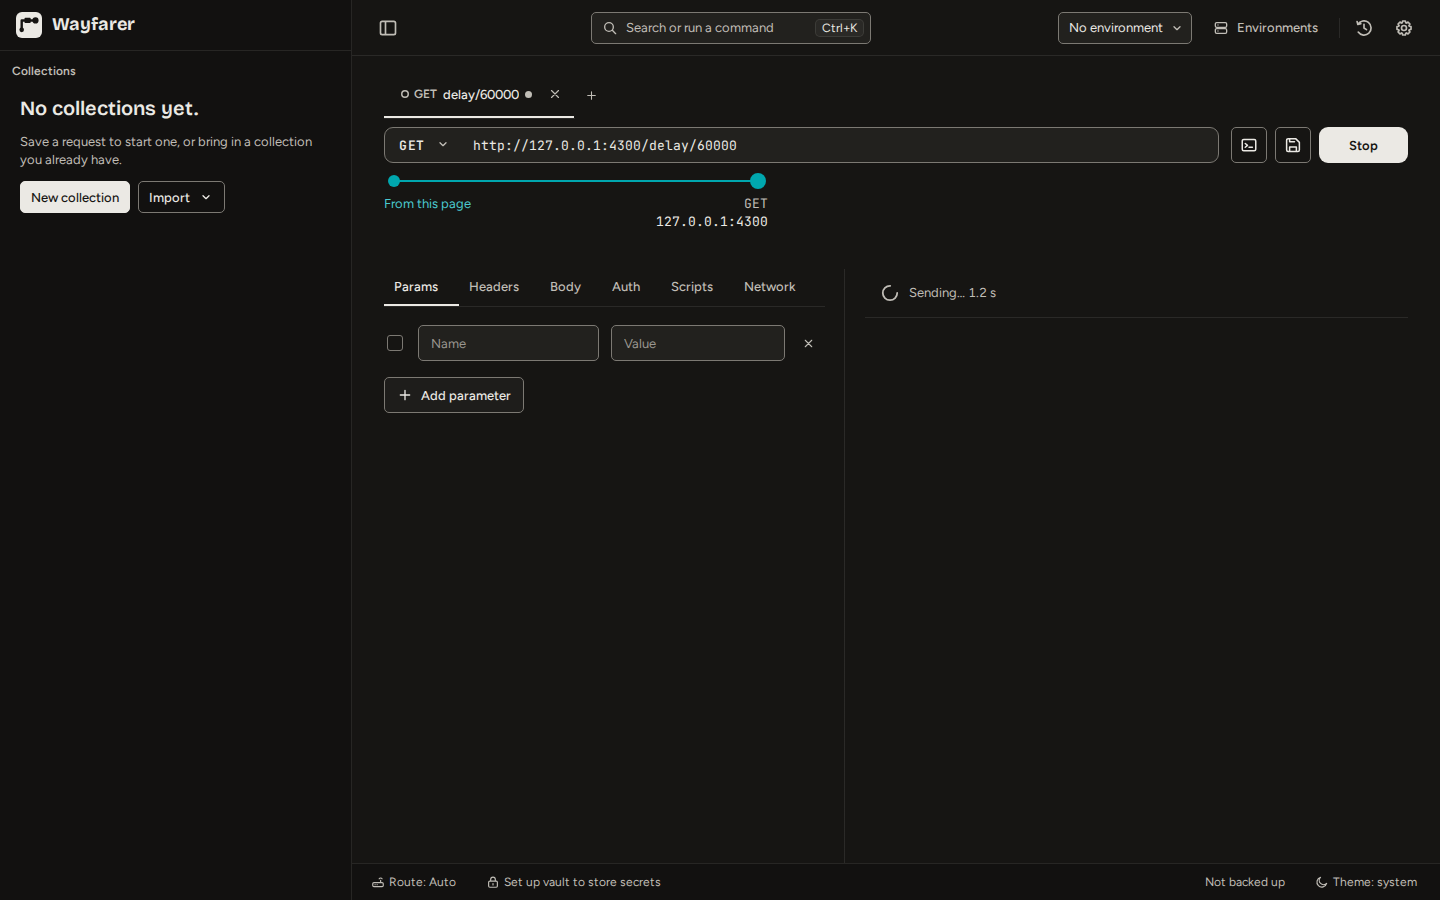 Wayfarer
Search or run a command
Ctrl+K
No environment
Environments
Collections
No collections yet.
Save a request to start one, or bring in a collection
you already have.
New collection
Import
GET delay/60000
GET
http://127.0.0.1:4300/delay/60000
Stop
From this page
GET
127.0.0.1:4300
Params
Headers
Body
Auth
Scripts
Network
Sending… 1.2 s
Name
Value
Add parameter
Route: Auto
Set up vault to store secrets
Not backed up
Theme: system